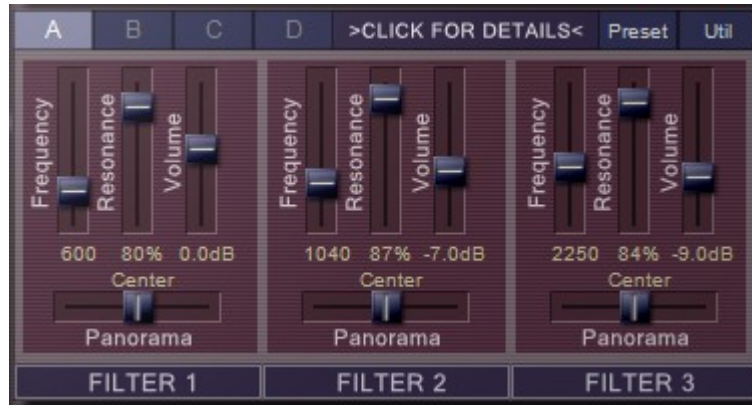 A B C D >CLICK FOR DETAILS< Preset Util
Frequency Resonance Volume
600 80% 0.0dB
Center
Panorama
FILTER 1
Frequency Resonance Volume
1040 87% -7.0dB
Center
Panorama
FILTER 2
Frequency Resonance Volume
2250 84% -9.0dB
Center
Panorama
FILTER 3